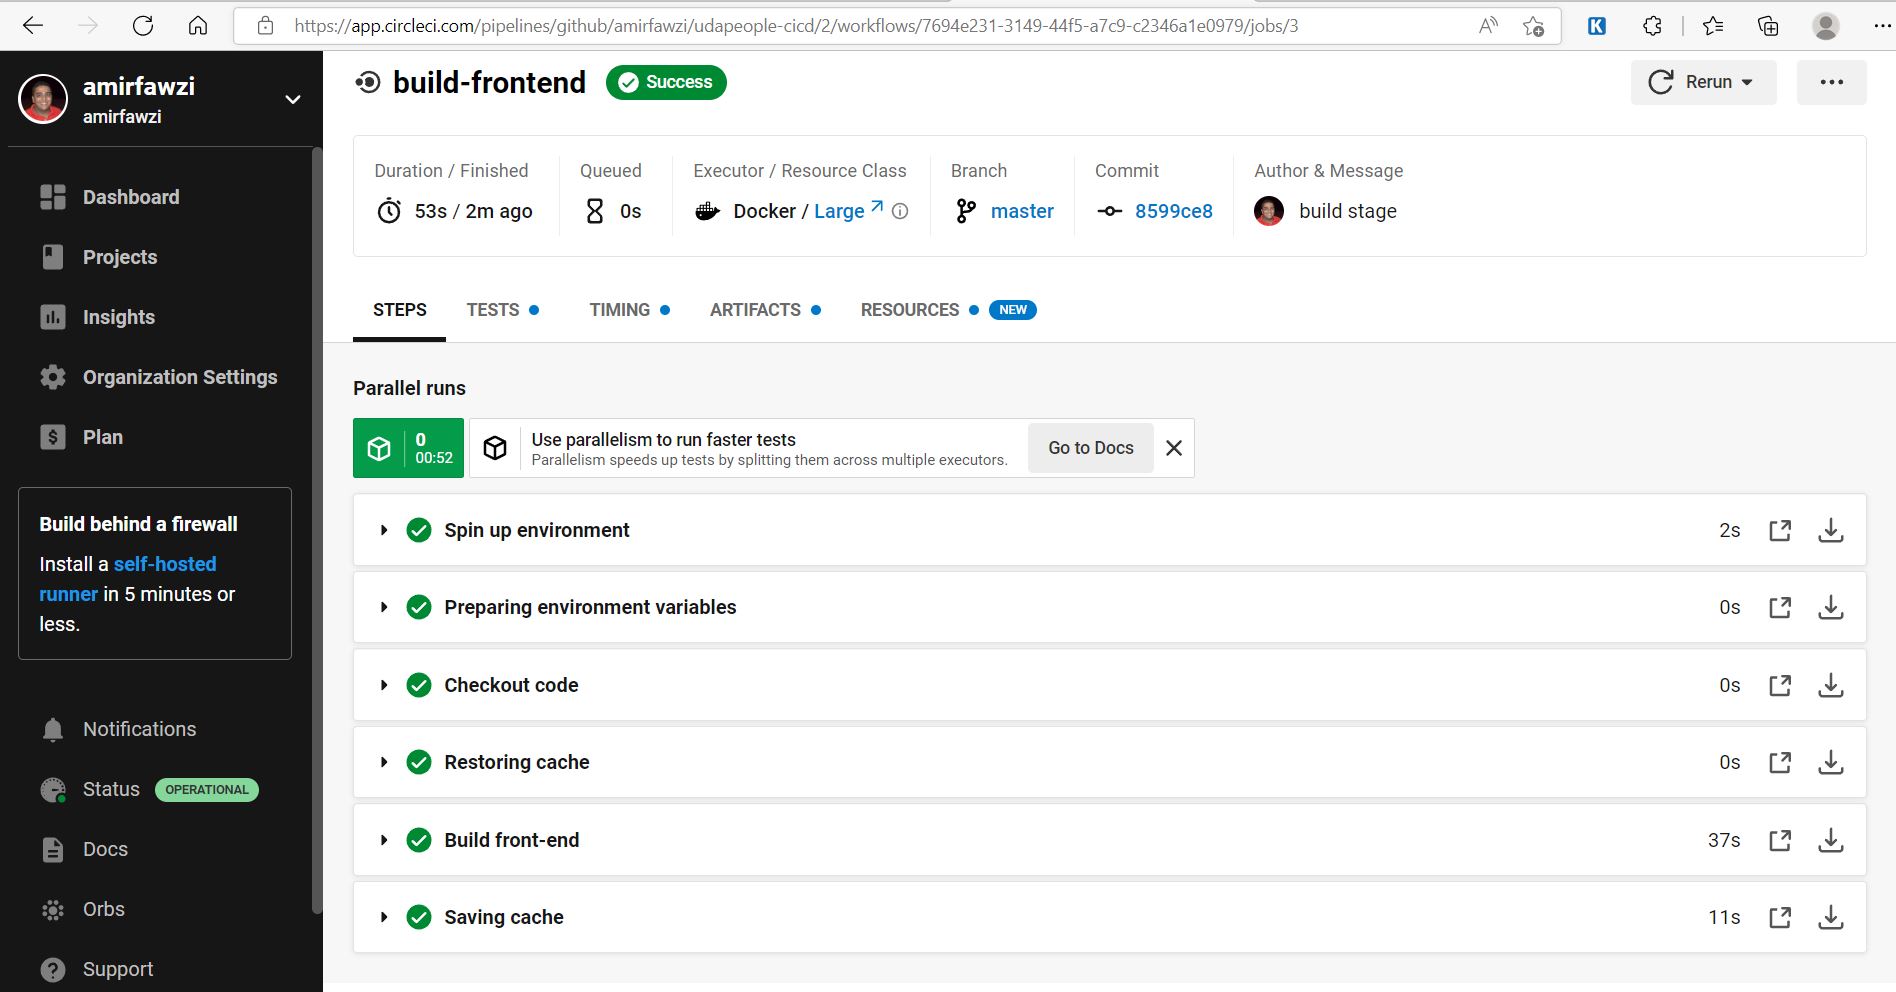 https://app.circleci.com/pipelines/github/amirfawzi/udapeople-cicd/2/workflows/7694e231-3149-44f5-a7c9-c2346a1e0979/jobs/3
amirfawzi
amirfawzi
Dashboard
Projects
Insights
Organization Settings
Plan
Build behind a firewall
Install a self-hosted
runner in 5 minutes or
less.
Notifications
Status OPERATIONAL
Docs
Orbs
Support
build-frontend Success
Rerun
Duration / Finished
53s / 2m ago
Queued
0s
Executor / Resource Class
Docker / Large
Branch
master
Commit
8599ce8
Author & Message
build stage
STEPS TESTS TIMING ARTIFACTS RESOURCES NEW
Parallel runs
0
00:52
Use parallelism to run faster tests
Parallelism speeds up tests by splitting them across multiple executors.
Go to Docs
Spin up environment 2s
Preparing environment variables 0s
Checkout code 0s
Restoring cache 0s
Build front-end 37s
Saving cache 11s